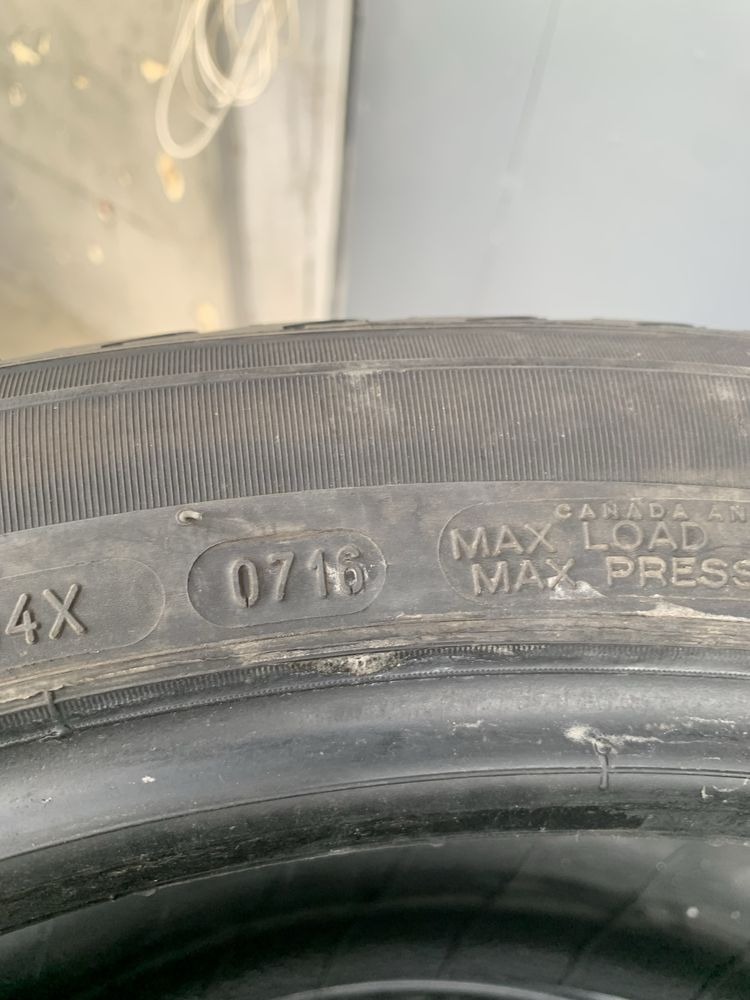 4X
0716
CANADA AN
MAX LOAD
MAX PRESS